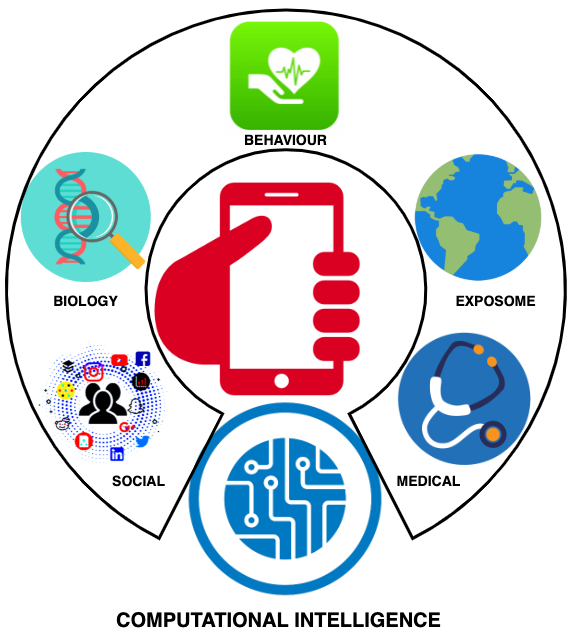 BEHAVIOUR
BIOLOGY
EXPOSOME
SOCIAL
MEDICAL
COMPUTATIONAL INTELLIGENCE